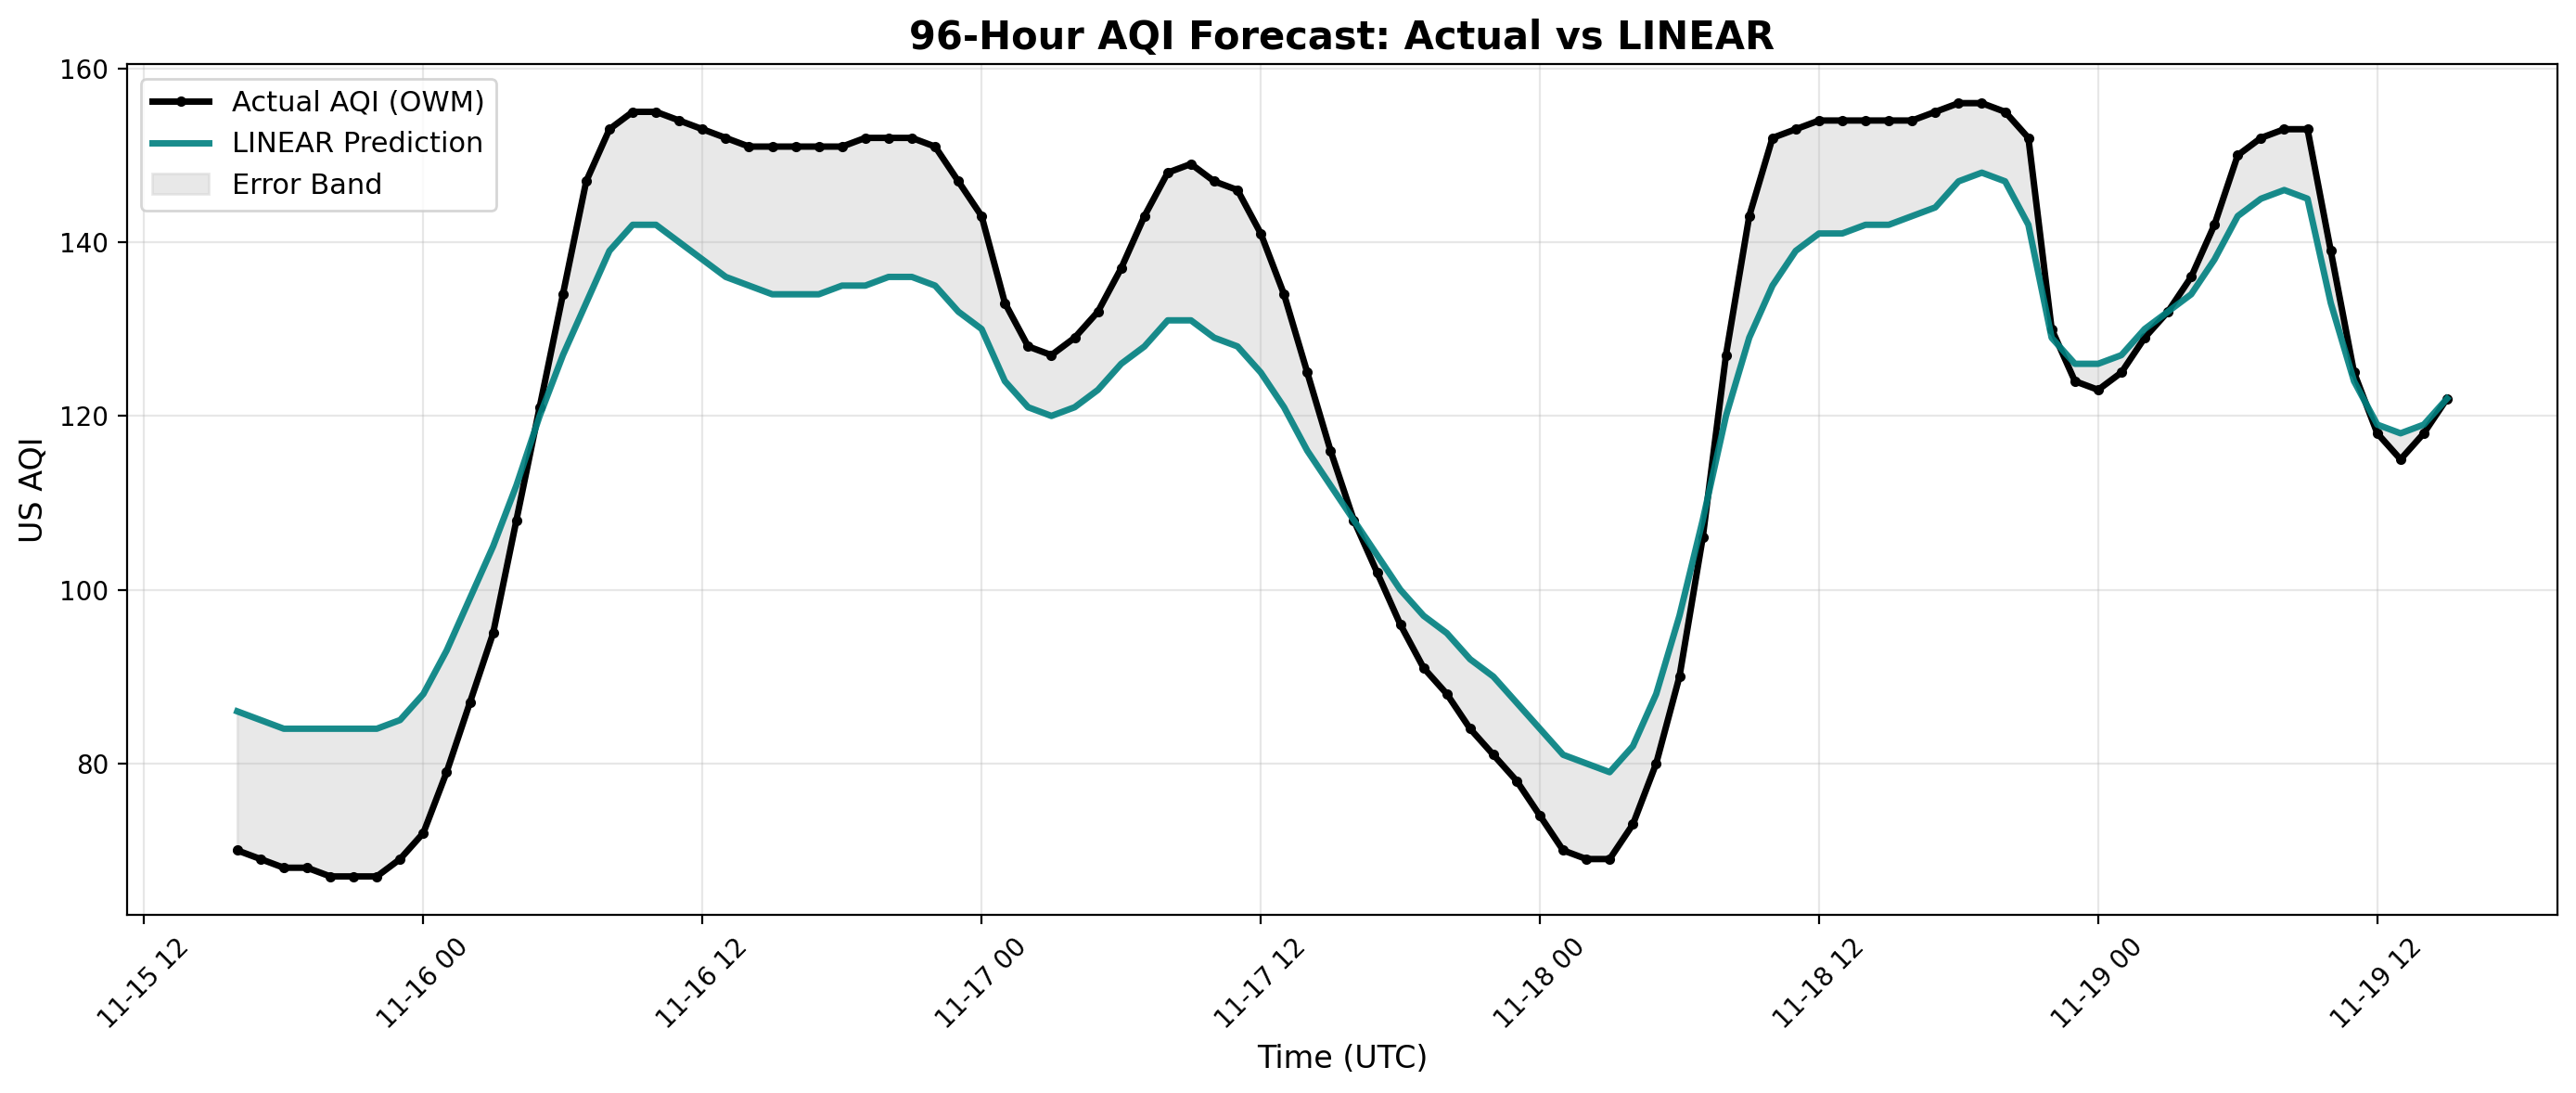 96-Hour AQI Forecast: Actual vs LINEAR
Actual AQI (OWM)
LINEAR Prediction
Error Band
US AQI
160
140
120
100
80
11-15 12
11-16 00
11-16 12
11-17 00
11-17 12
11-18 00
11-18 12
11-19 00
11-19 12
Time (UTC)